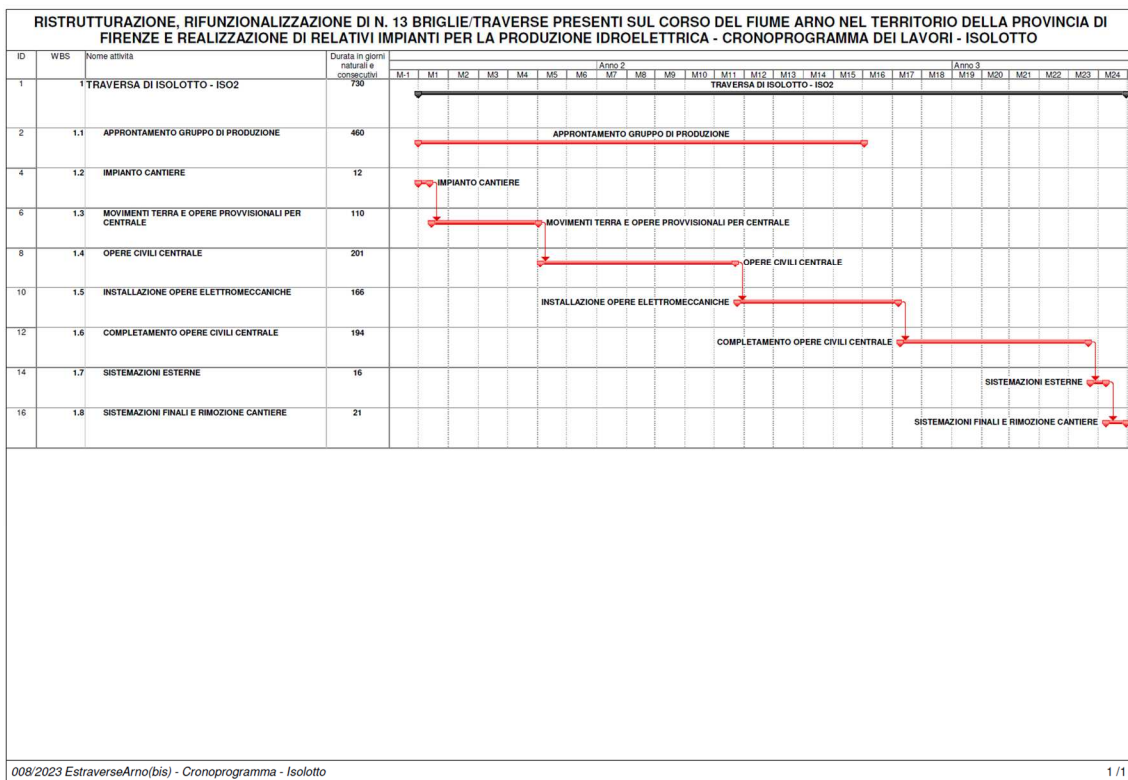 RISTRUTTURAZIONE, RIFUNZIONALIZZAZIONE DI N. 13 BRIGLIE/TRAVERSE PRESENTI SUL CORSO DEL FIUME ARNO NEL TERRITORIO DELLA PROVINCIA DI
FIRENZE E REALIZZAZIONE DI RELATIVI IMPIANTI PER LA PRODUZIONE IDROELETTRICA - CRONOPROGRAMMA DEI LAVORI - ISOLOTTO
ID WBS Nome attività Durata in giorni
naturali e
consecutivi
Anno 2 Anno 3
M-1 M1 M2 M3 M4 M5 M6 M7 M8 M9 M10 M11 M12 M13 M14 M15 M16 M17 M18 M19 M20 M21 M22 M23 M24
1 1 TRAVERSA DI ISOLOTTO - ISO2 730 TRAVERSA DI ISOLOTTO - ISO2
2 1.1 APPRONTAMENTO GRUPPO DI PRODUZIONE 460 APPRONTAMENTO GRUPPO DI PRODUZIONE
4 1.2 IMPIANTO CANTIERE 12 IMPIANTO CANTIERE
6 1.3 MOVIMENTI TERRA E OPERE PROVVISIONALI PER
CENTRALE 110 MOVIMENTI TERRA E OPERE PROVVISIONALI PER CENTRALE
8 1.4 OPERE CIVILI CENTRALE 201 OPERE CIVILI CENTRALE
10 1.5 INSTALLAZIONE OPERE ELETTROMECCANICHE 166 INSTALLAZIONE OPERE ELETTROMECCANICHE
12 1.6 COMPLETAMENTO OPERE CIVILI CENTRALE 194 COMPLETAMENTO OPERE CIVILI CENTRALE
14 1.7 SISTEMAZIONI ESTERNE 16 SISTEMAZIONI ESTERNE
16 1.8 SISTEMAZIONI FINALI E RIMOZIONE CANTIERE 21 SISTEMAZIONI FINALI E RIMOZIONE CANTIERE
008/2023 EstraverseArno(bis) - Cronoprogramma - Isolotto 1 /1